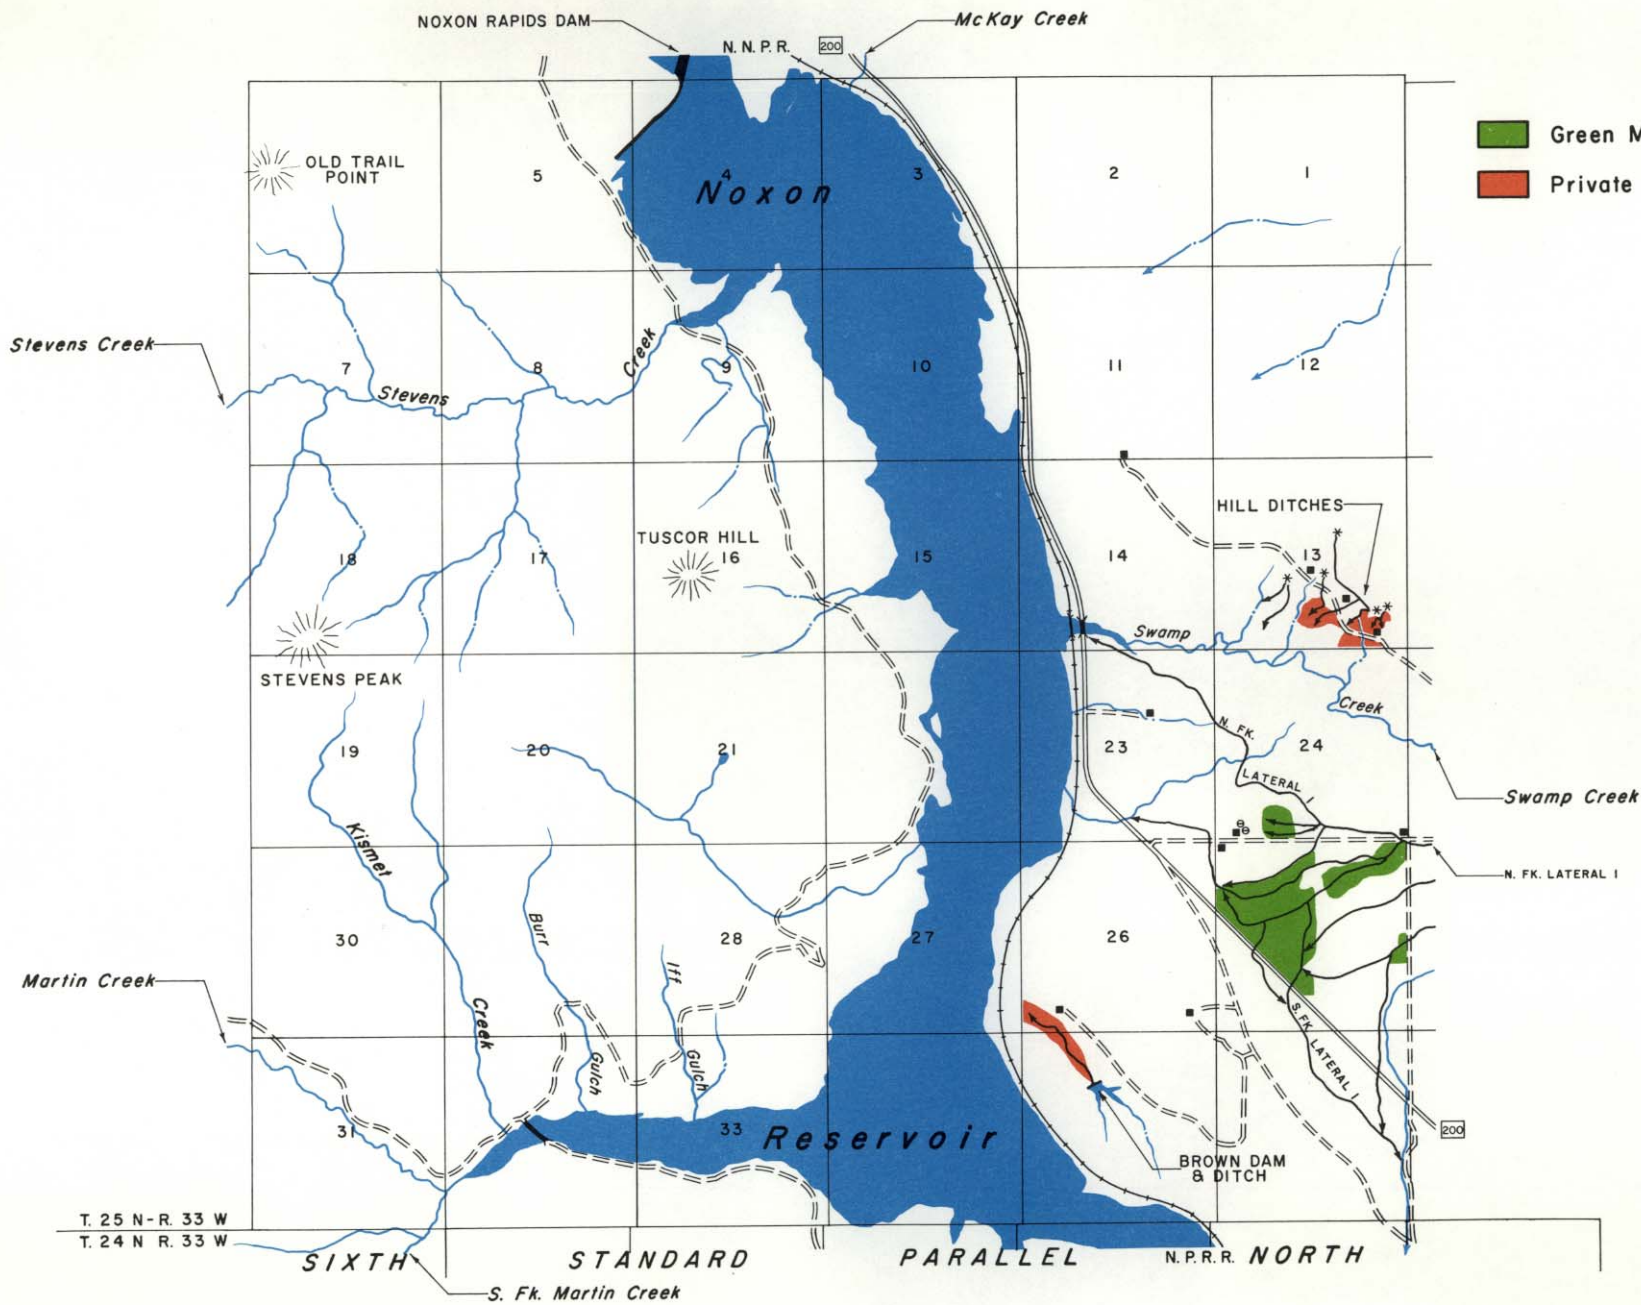 NOXON RAPIDS DAM
McKay Creek
N. N. P. R.
200
Green M
Private
OLD TRAIL
POINT
5
4
3
2
1
Noxon
Stevens Creek
7
8
9
10
11
12
Stevens
Creek
HILL DITCHES
TUSCOR HILL
18
17
16
15
14
13
Swamp
STEVENS PEAK
Creek
19
20
21
23
24
N. FK.
LATERAL 1
Swamp Creek
Kismet
N. FK. LATERAL 1
30
Burr
28
27
26
Iff
Martin Creek
Creek
Gulch
Gulch
S. FK. LATERAL 1
31
33
Reservoir
200
BROWN DAM
& DITCH
T. 25 N-R. 33 W
T. 24 N R. 33 W
SIXTH STANDARD PARALLEL N.P.R.R. NORTH
S. Fk. Martin Creek